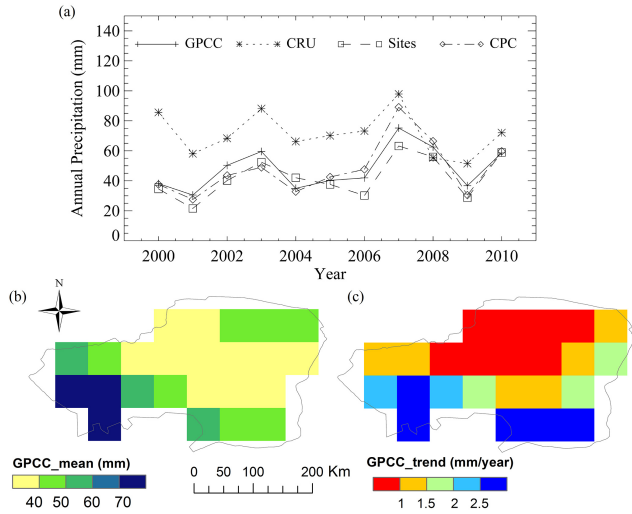 (a)
Annual Precipitation (mm)
140
120
100
80
60
40
20
0
GPCC CRU Sites CPC
2000 2002 2004 2006 2008 2010
Year
(b)
N
(c)
GPCC_mean (mm)
40 50 60 70
0 50 100 200 Km
GPCC_trend (mm/year)
1 1.5 2 2.5